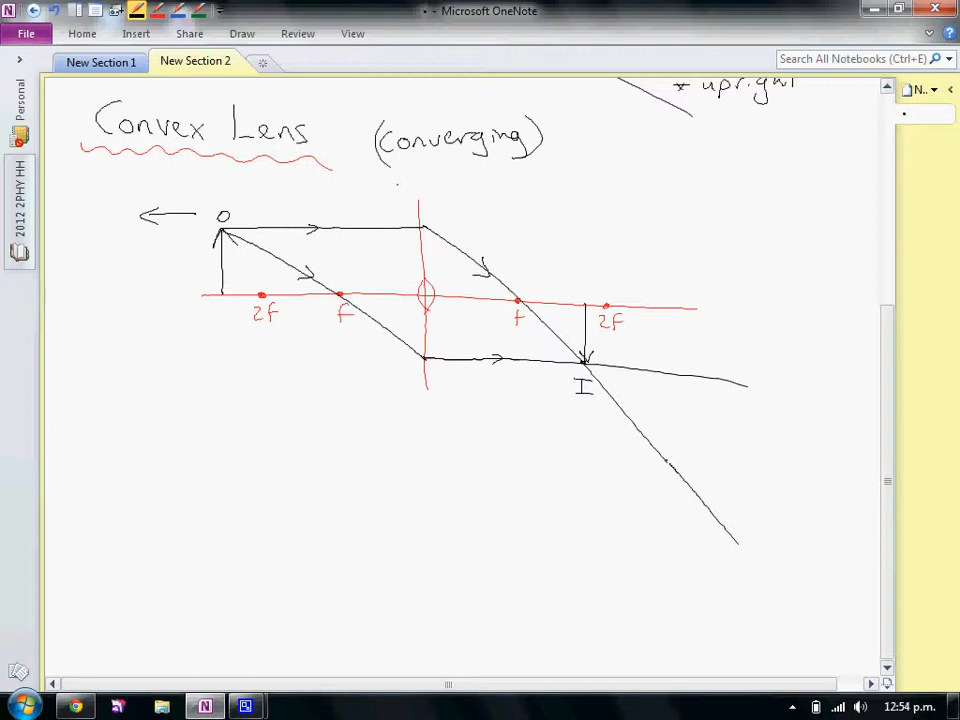 Microsoft OneNote
File Home Insert Share Draw Review View
New Section 1 New Section 2
Search All Notebooks (Ctrl+E)
N..
Personal
2012 2PHY HH
* upright
Convex Lens (converging)
O
2F F f 2F
I
12:54 p.m.